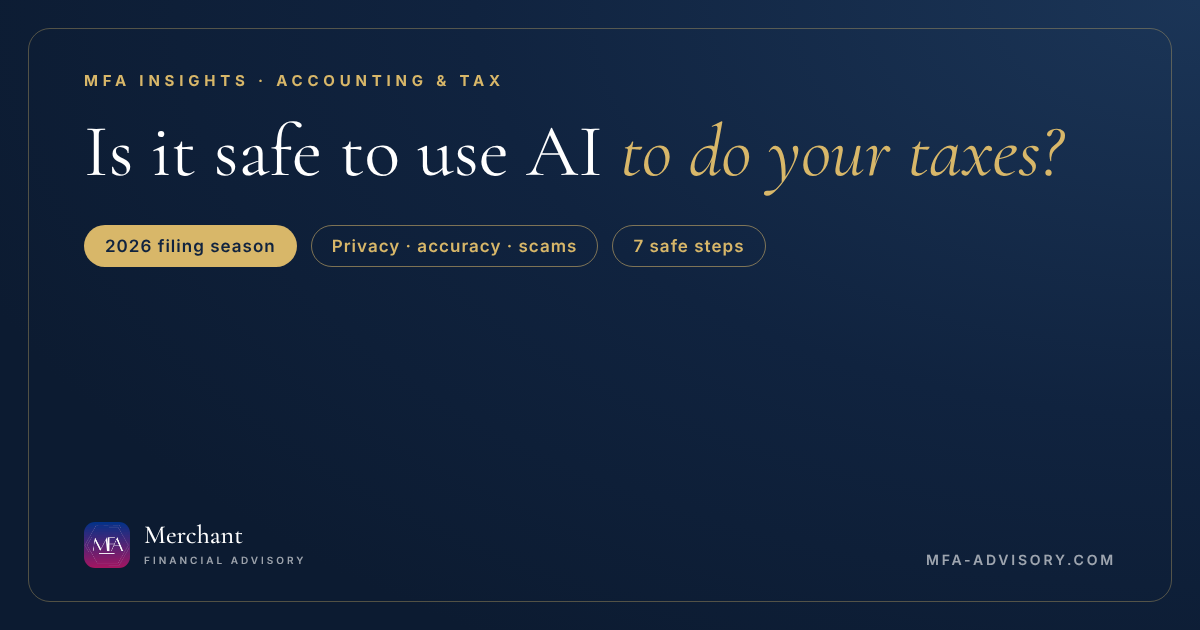 MFA INSIGHTS · ACCOUNTING & TAX
Is it safe to use AI to do your taxes?
2026 filing season
Privacy · accuracy · scams
7 safe steps
MFA
Merchant
FINANCIAL ADVISORY
MFA-ADVISORY.COM